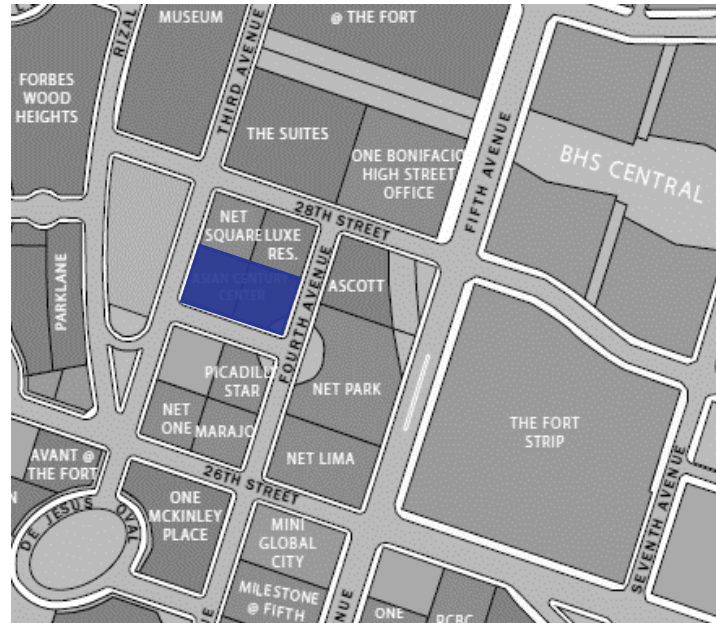 MUSEUM
@ THE FORT
RIZAL
THIRD AVENUE
FORBES
WOOD
HEIGHTS
THE SUITES
ONE BONIFACIO
HIGH STREET
OFFICE
FIFTH AVENUE
BHS CENTRAL
28TH STREET
NET
SQUARE
LUXE
RES.
ASIAN CENTURY
CENTER
FOURTH AVENUE
ASCOTT
PARKLANE
PICADILLY
STAR
NET PARK
NET
ONE
MARAJO
THE FORT
STRIP
NET LIMA
AVANT @
THE FORT
26TH STREET
SEVENTH AVENUE
N
ONE
MCKINLEY
PLACE
DE JESUS OVAL
MINI
GLOBAL
CITY
MILESTONE
@ FIFTH
NUE
NUE
ONE
RCBC